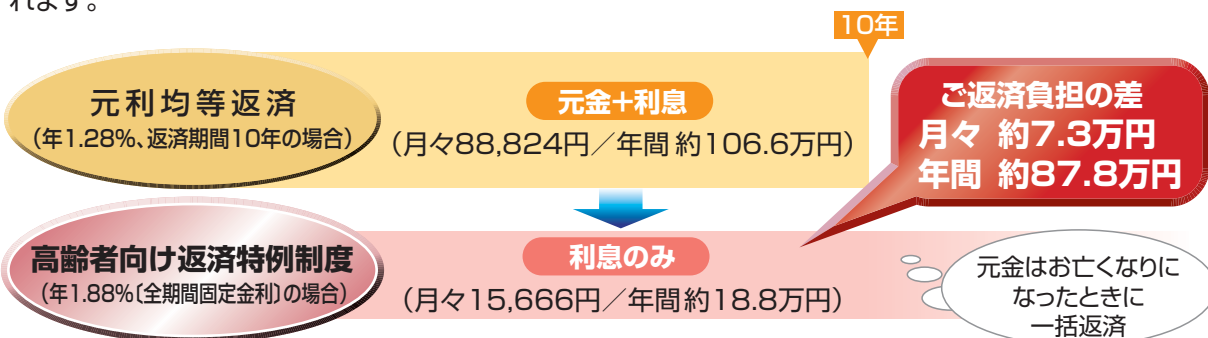 れます。
10年
元利均等返済
(年1.28%、返済期間10年の場合)
元金+利息
(月々88,824円/年間 約106.6万円)
ご返済負担の差
月々 約7.3万円
年間 約87.8万円
高齢者向け返済特例制度
(年1.88%〔全期間固定金利〕の場合)
利息のみ
(月々15,666円/年間 約18.8万円)
元金はお亡くなりに
なったときに
一括返済